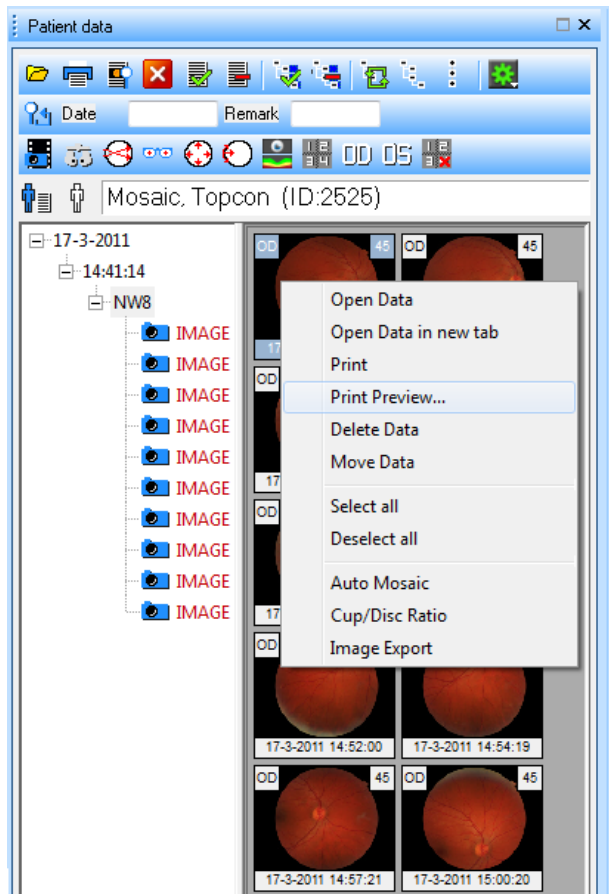 Patient data
Date Remark
OD OS
Mosaic, Topcon (ID:2525)
17-3-2011
14:41:14
NW8
IMAGE
IMAGE
IMAGE
IMAGE
IMAGE
IMAGE
IMAGE
IMAGE
IMAGE
IMAGE
OD 45 OD 45
17
OD
17
OD
17
OD
Open Data
Open Data in new tab
Print
Print Preview...
Delete Data
Move Data
Select all
Deselect all
Auto Mosaic
Cup/Disc Ratio
Image Export
17-3-2011 14:52:00 17-3-2011 14:54:19
OD 45 OD 45
17-3-2011 14:57:21 17-3-2011 15:00:20